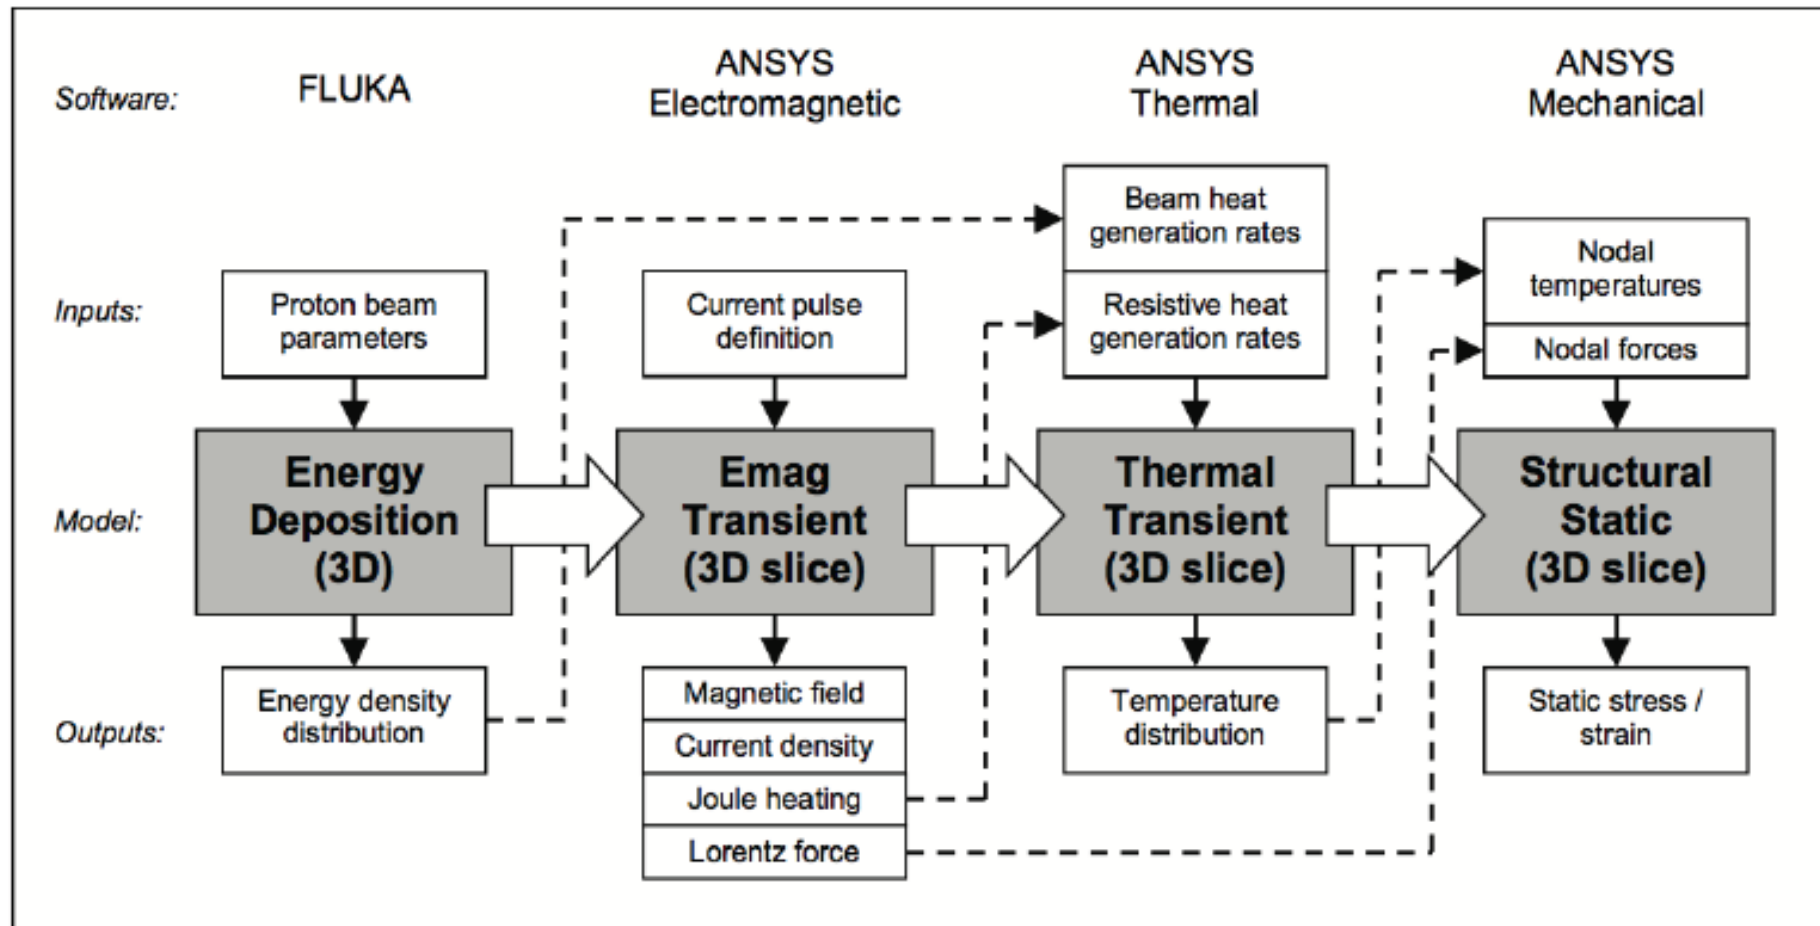 Software:
FLUKA
ANSYS
Electromagnetic
ANSYS
Thermal
ANSYS
Mechanical
Inputs:
Proton beam
parameters
Current pulse
definition
Beam heat
generation rates
Resistive heat
generation rates
Nodal
temperatures
Nodal forces
Model:
Energy
Deposition
(3D)
Emag
Transient
(3D slice)
Thermal
Transient
(3D slice)
Structural
Static
(3D slice)
Outputs:
Energy density
distribution
Magnetic field
Current density
Joule heating
Lorentz force
Temperature
distribution
Static stress /
strain